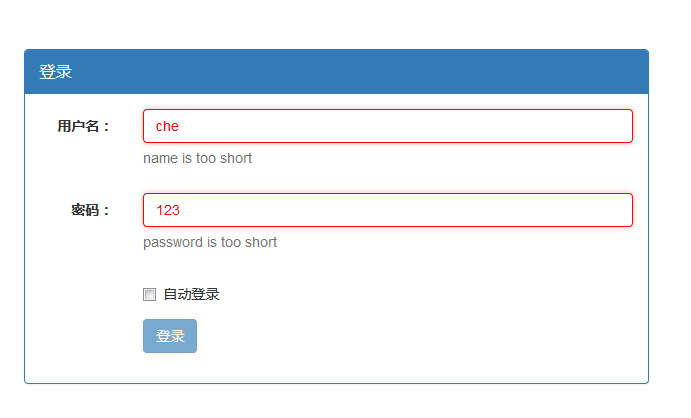 登录
用户名：
che
name is too short
密码：
123
password is too short
自动登录
登录